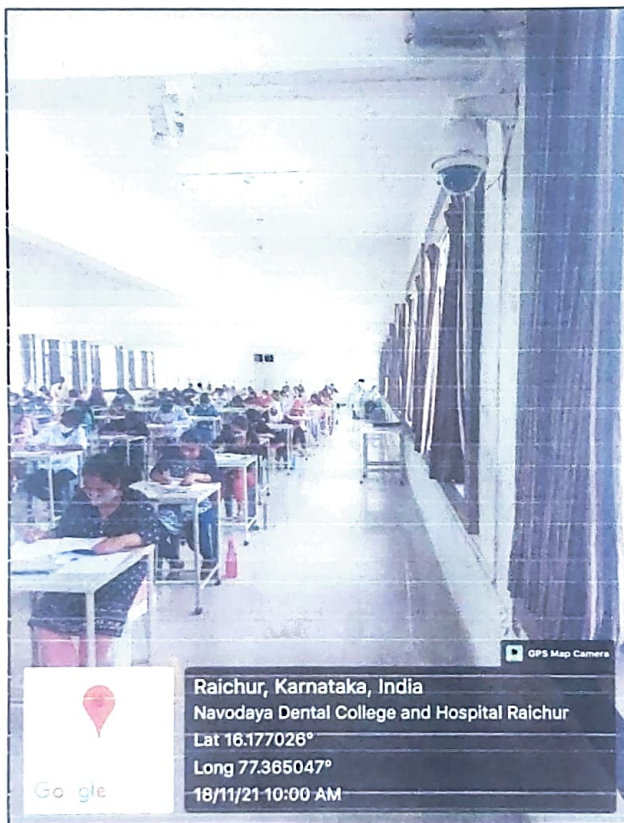 GPS Map Camera
Raichur, Karnataka, India
Navodaya Dental College and Hospital Raichur
Lat 16.177026°
Long 77.365047°
18/11/21 10:00 AM
Google